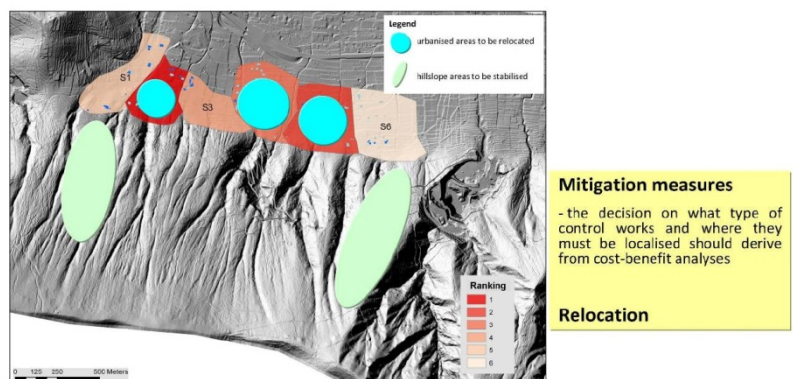 Legend
urbanised areas to be relocated
hillslope areas to be stabilised
S1
S3
S6
Mitigation measures
- the decision on what type of
control works and where they
must be localised should derive
from cost-benefit analyses
Relocation
Ranking
1
2
3
4
5
6
0 125 250 500 Meters